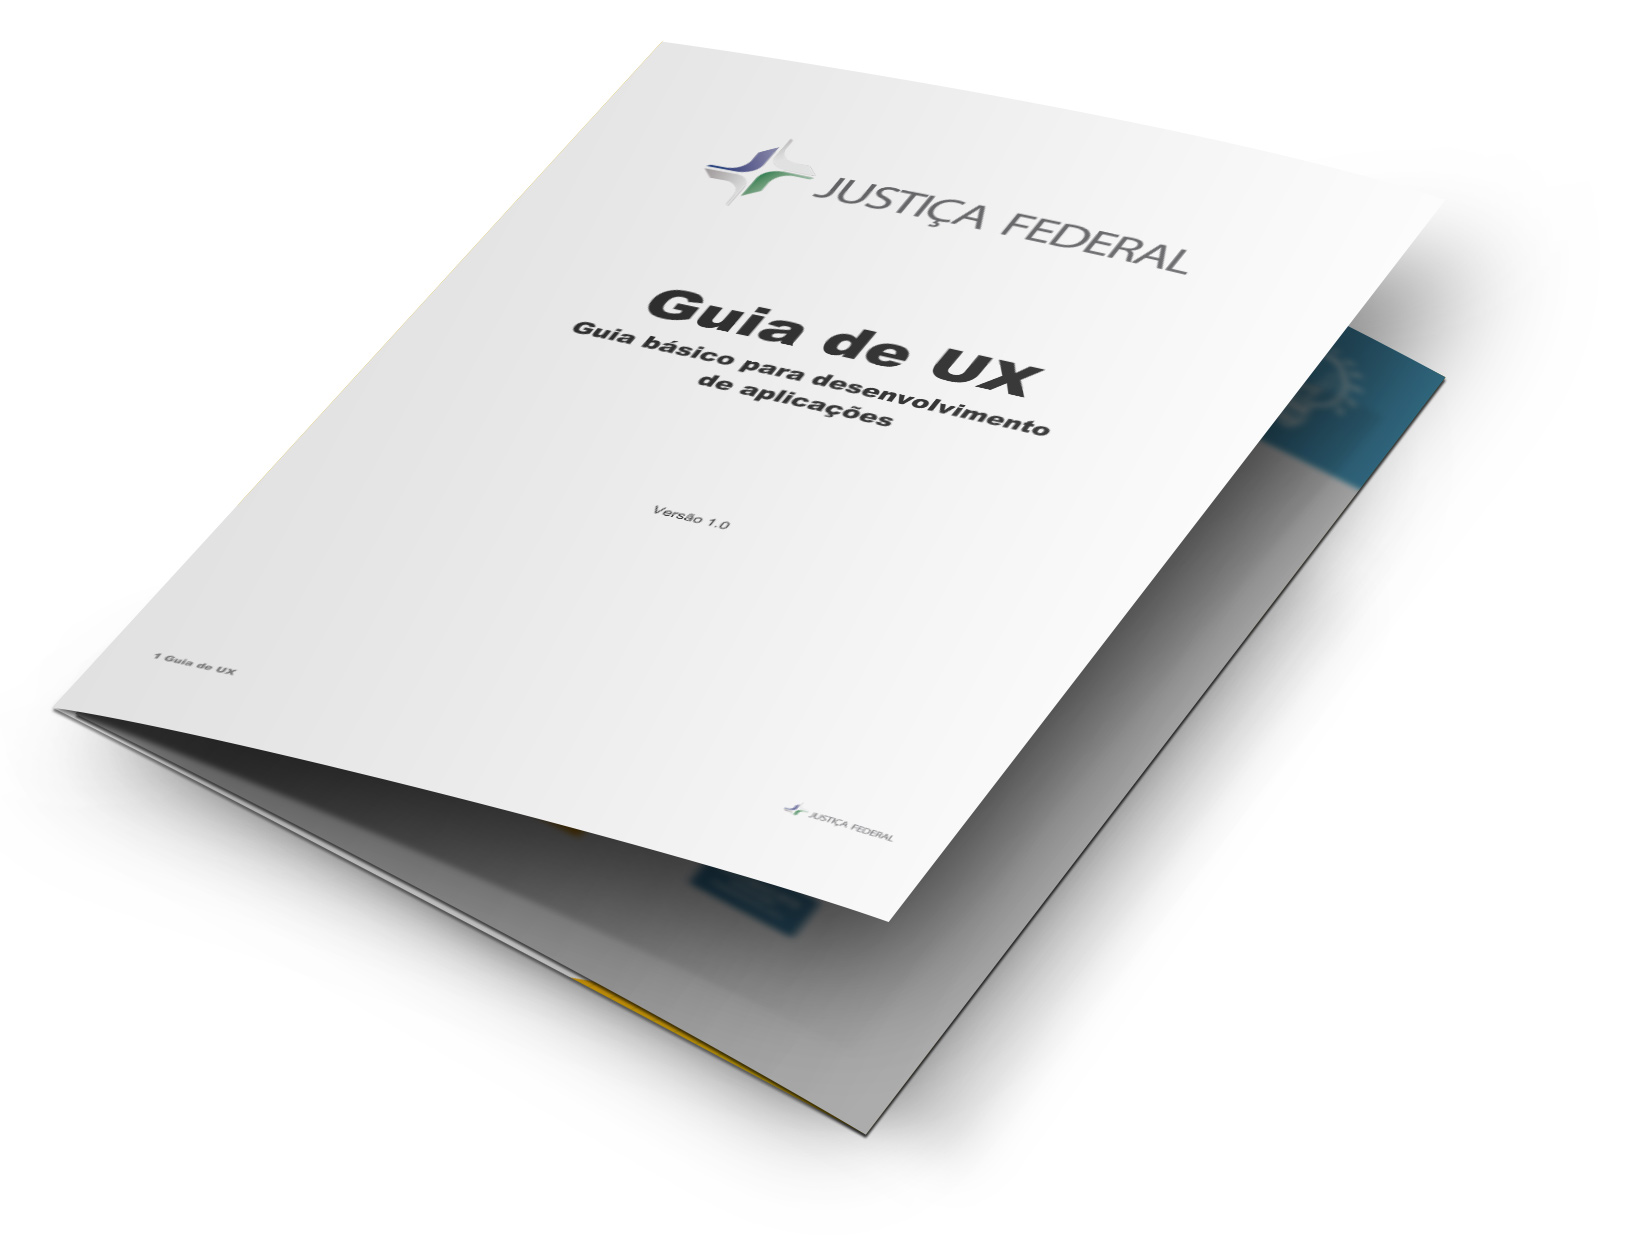 JUSTIÇA FEDERAL
Guia de UX
Guia básico para desenvolvimento
de aplicações
Versão 1.0
1 Guia de UX
JUSTIÇA FEDERAL